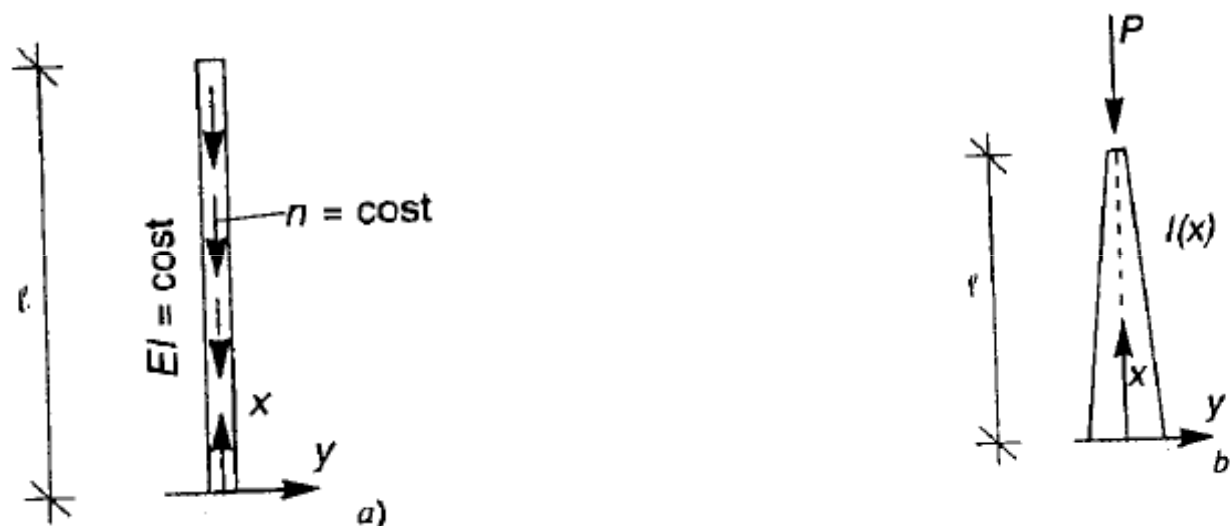 P
n = cost
EI = cost
ℓ
ℓ
I(x)
x
x
y
y
a)
b